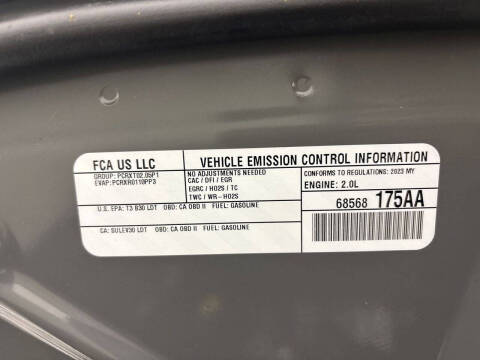 FCA US LLC
GROUP: PCRXT02.05P1
EVAP: PCRXR0119PP3
VEHICLE EMISSION CONTROL INFORMATION
NO ADJUSTMENTS NEEDED
CAC / DFI / EGR
EGRC / HO2S / TC
TWC / WR-HO2S
CONFORMS TO REGULATIONS: 2023 MY
ENGINE: 2.0L
68568 175AA
U.S. EPA: T3 B30 LDT OBD: CA OBD II FUEL: GASOLINE
CA: SULEV30 LDT OBD: CA OBD II FUEL: GASOLINE